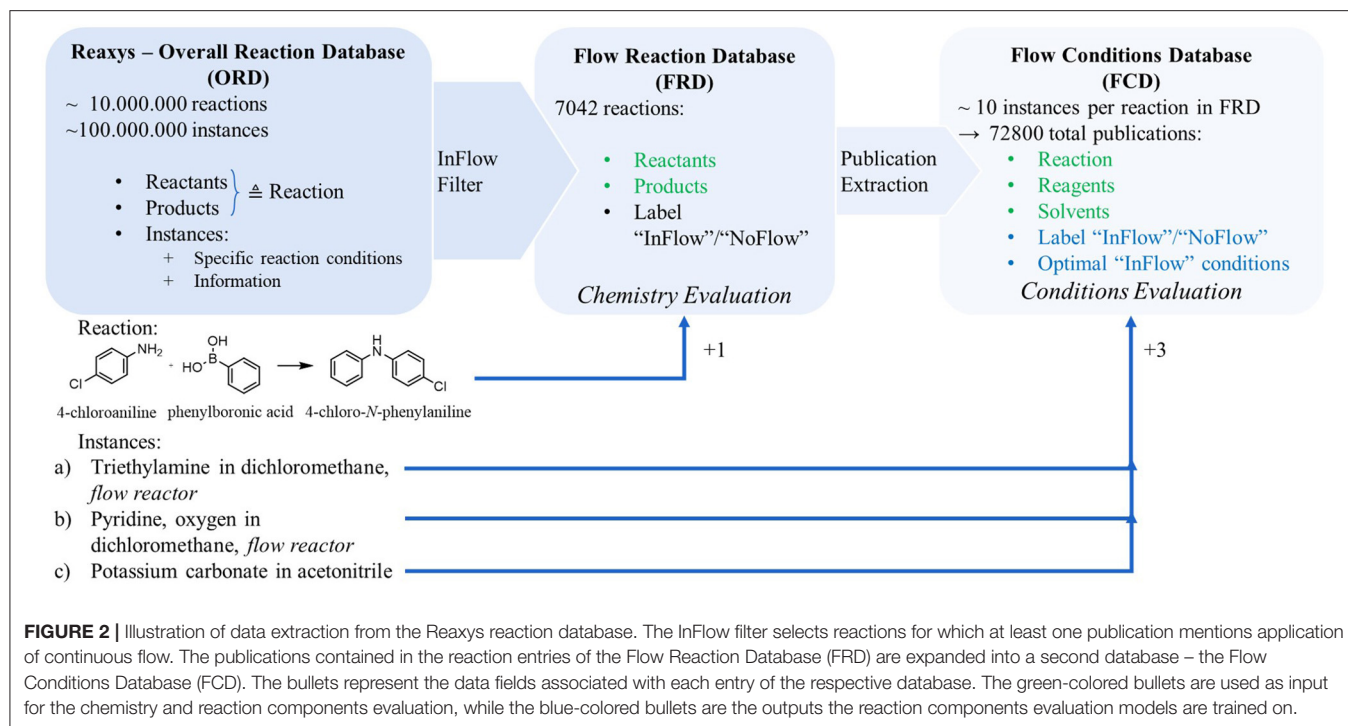 Reaxys – Overall Reaction Database
(ORD)
~ 10.000.000 reactions
~100.000.000 instances
• Reactants
• Products
≙ Reaction
• Instances:
+ Specific reaction conditions
+ Information
InFlow
Filter
Flow Reaction Database
(FRD)
7042 reactions:
• Reactants
• Products
• Label
“InFlow”/“NoFlow”
Chemistry Evaluation
Publication
Extraction
Flow Conditions Database
(FCD)
~ 10 instances per reaction in FRD
→ 72800 total publications:
• Reaction
• Reagents
• Solvents
• Label “InFlow”/“NoFlow”
• Optimal “InFlow” conditions
Conditions Evaluation
Reaction:
NH2
Cl
+
OH
B
HO
H
N
Cl
4-chloroaniline phenylboronic acid 4-chloro-N-phenylaniline
+1
+3
Instances:
a) Triethylamine in dichloromethane,
flow reactor
b) Pyridine, oxygen in
dichloromethane, flow reactor
c) Potassium carbonate in acetonitrile
FIGURE 2 | Illustration of data extraction from the Reaxys reaction database. The InFlow filter selects reactions for which at least one publication mentions application
of continuous flow. The publications contained in the reaction entries of the Flow Reaction Database (FRD) are expanded into a second database – the Flow
Conditions Database (FCD). The bullets represent the data fields associated with each entry of the respective database. The green-colored bullets are used as input
for the chemistry and reaction components evaluation, while the blue-colored bullets are the outputs the reaction components evaluation models are trained on.